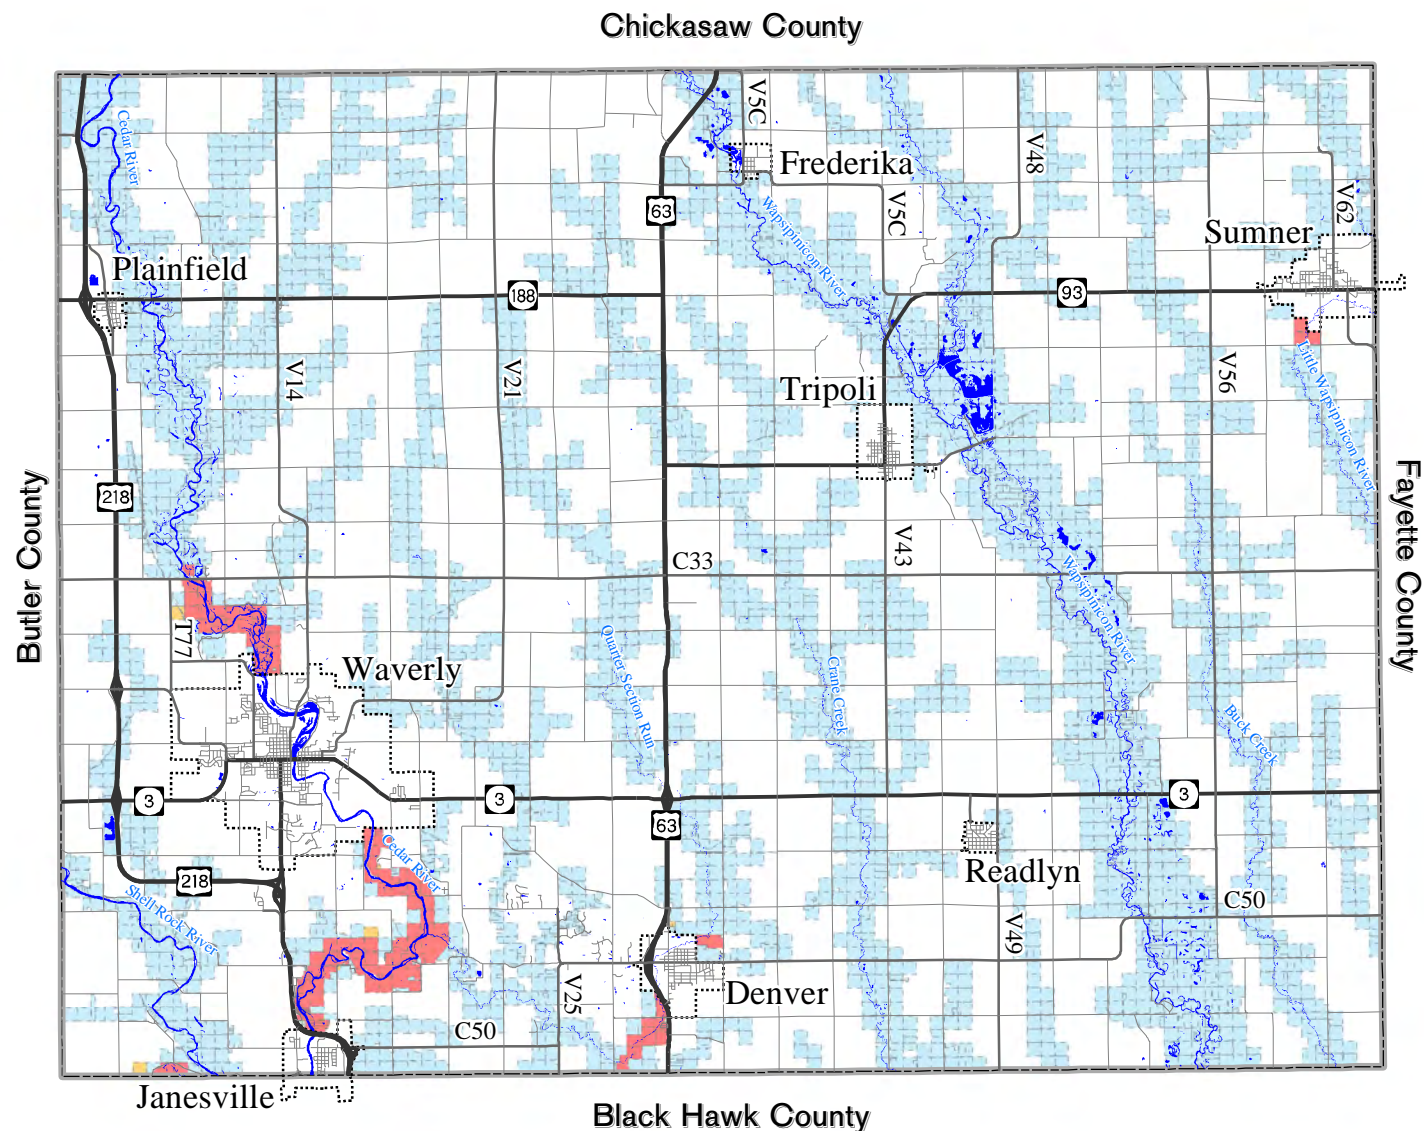 Chickasaw County
V5C
Cedar River
Frederika
V48
V62
63
V5C
Wapsipinicon River
Sumner
Plainfield
188
93
V14
V21
Tripoli
V56
Little Wapsipinicon River
Butler County
218
Fayette County
V43
C33
Wapsipinicon River
T77
Quarter Section Run
Waverly
Crane Creek
Buck Creek
3
3
3
63
Cedar River
Readlyn
218
Shell Rock River
C50
V49
V25
Denver
C50
Janesville
Black Hawk County